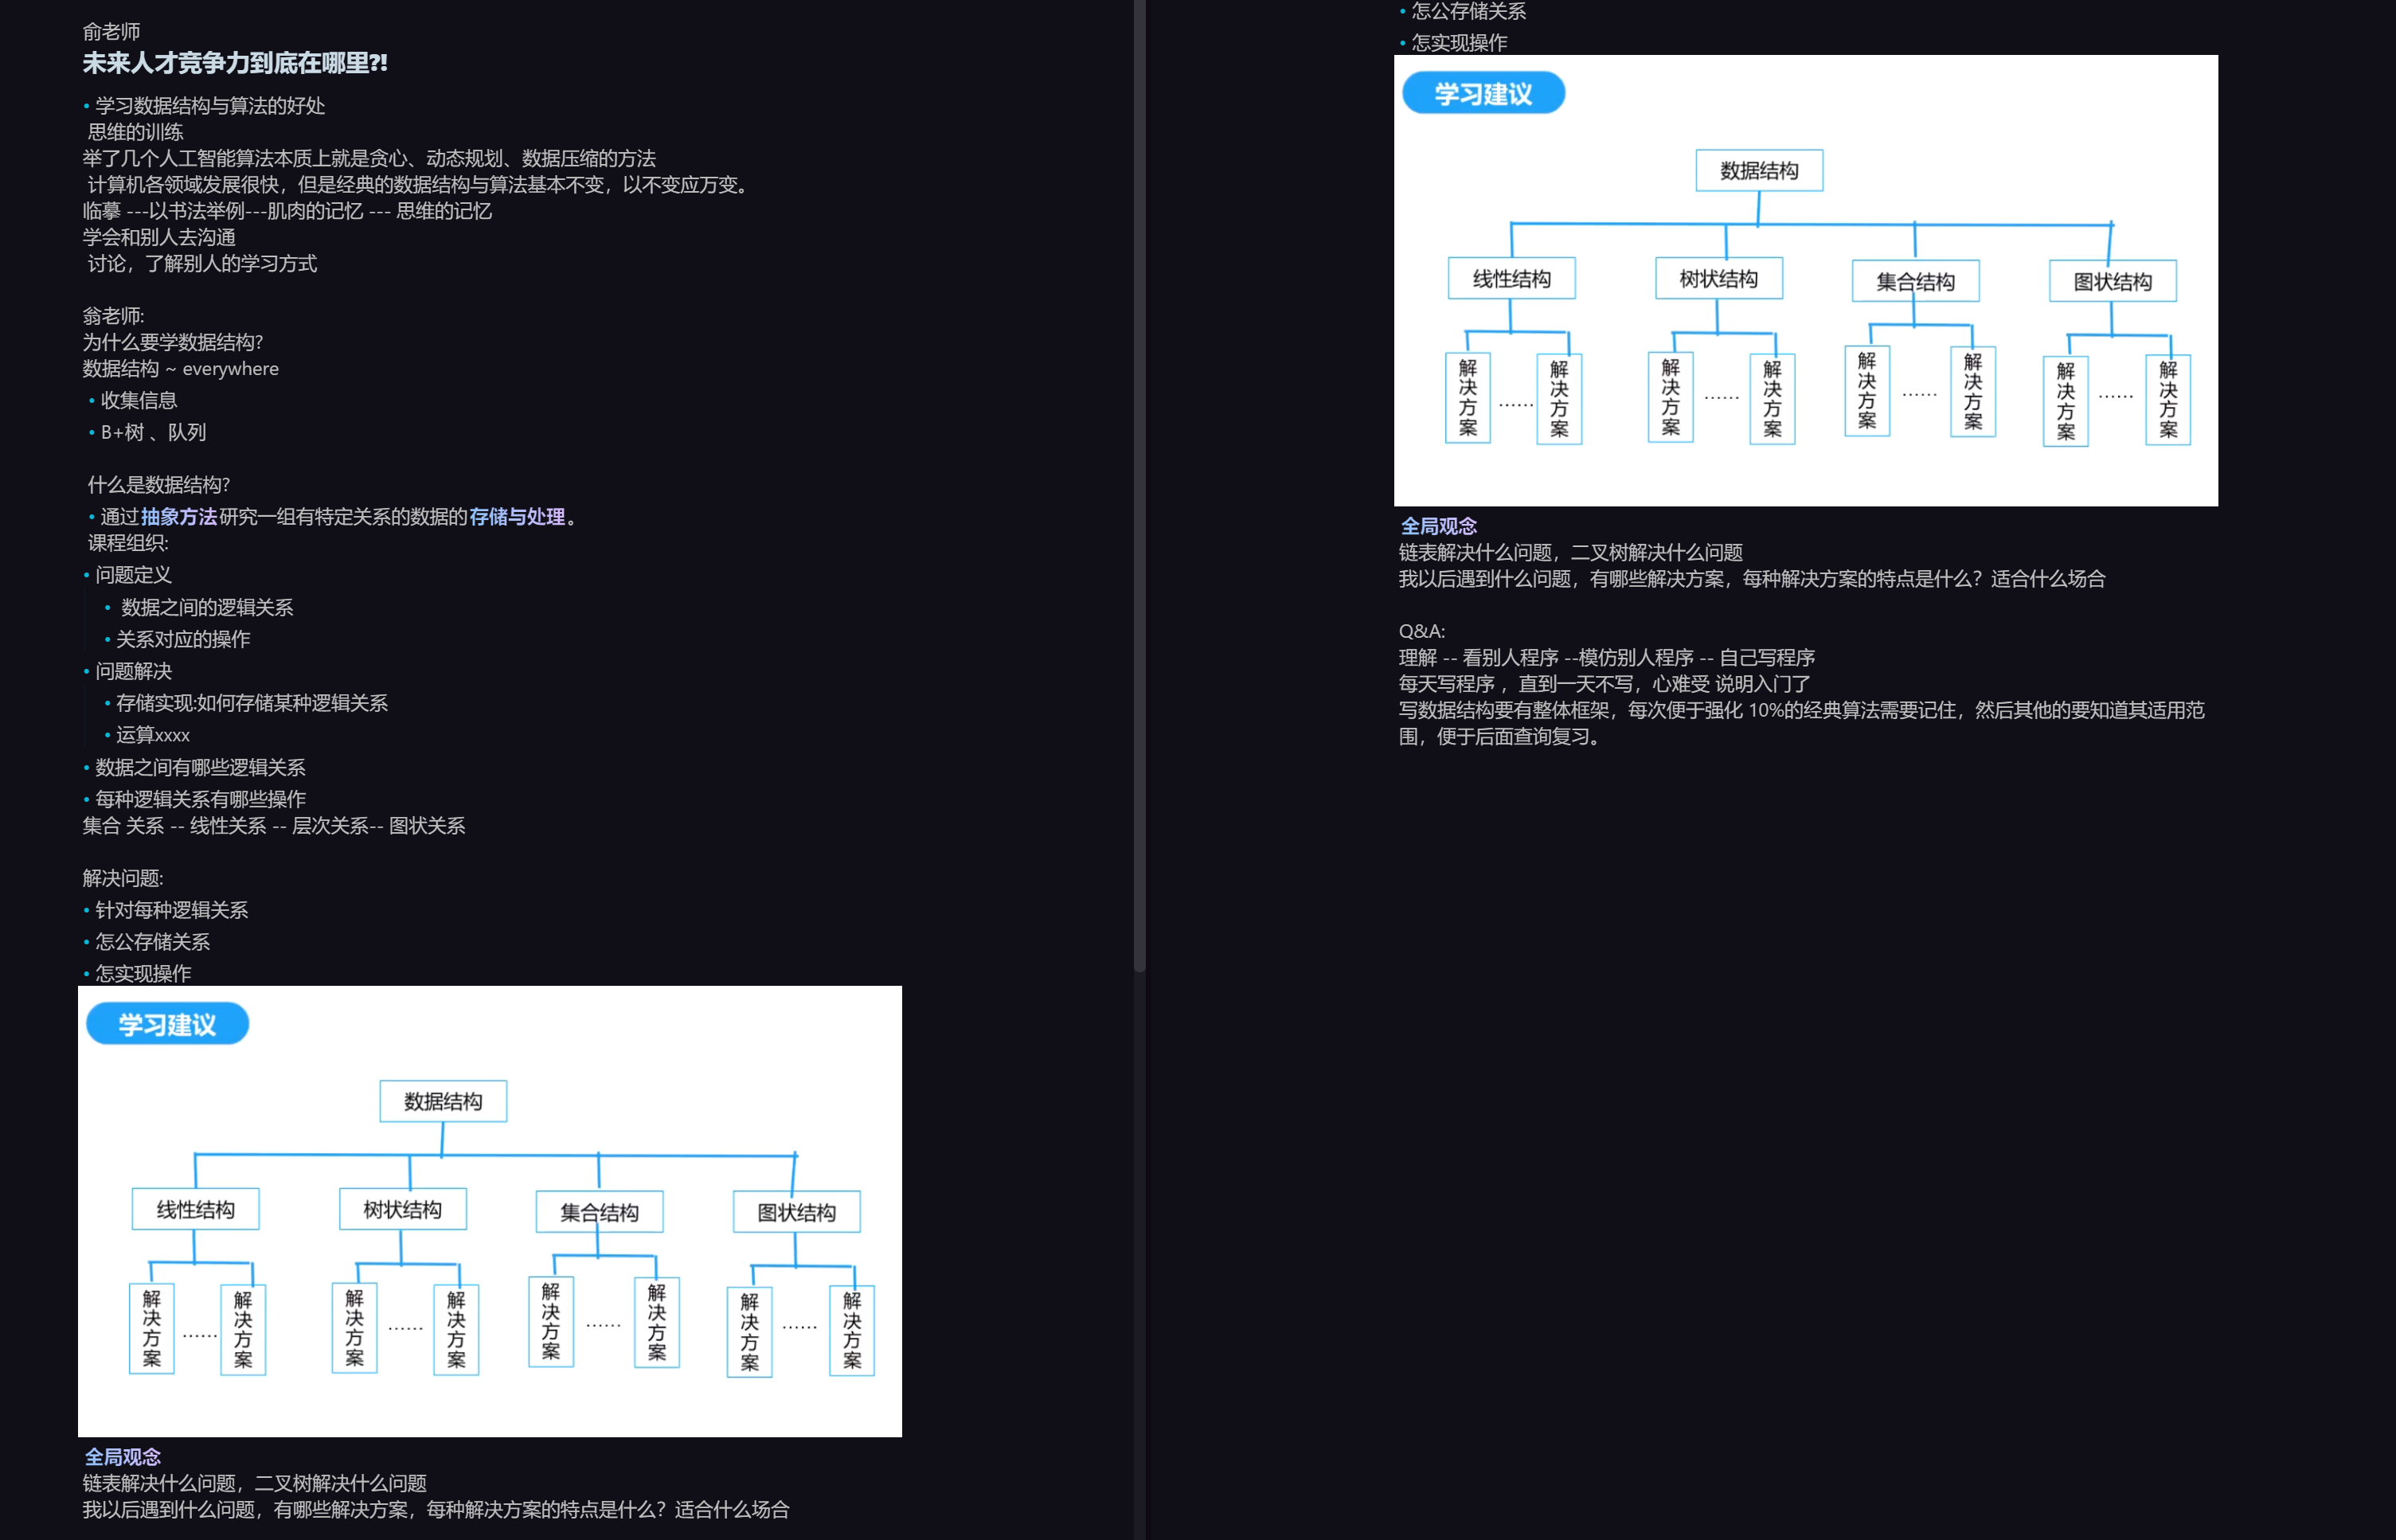 俞老师
未来人才竞争力到底在哪里?!
• 学习数据结构与算法的好处
思维的训练
举了几个人工智能算法本质上就是贪心、动态规划、数据压缩的方法
计算机各领域发展很快，但是经典的数据结构与算法基本不变，以不变应万变。
临摹 ---以书法举例---肌肉的记忆 --- 思维的记忆
学会和别人去沟通
讨论，了解别人的学习方式
翁老师:
为什么要学数据结构?
数据结构 ~ everywhere
• 收集信息
• B+树 、队列
什么是数据结构?
• 通过抽象方法研究一组有特定关系的数据的存储与处理。
课程组织:
• 问题定义
• 数据之间的逻辑关系
• 关系对应的操作
• 问题解决
• 存储实现:如何存储某种逻辑关系
• 运算xxxx
• 数据之间有哪些逻辑关系
• 每种逻辑关系有哪些操作
集合 关系 -- 线性关系 -- 层次关系-- 图状关系
解决问题:
• 针对每种逻辑关系
• 怎公存储关系
• 怎实现操作
学习建议
数据结构
线性结构 树状结构 集合结构 图状结构
解决方案 …… 解决方案 解决方案 …… 解决方案 解决方案 …… 解决方案 解决方案 …… 解决方案
全局观念
链表解决什么问题，二叉树解决什么问题
我以后遇到什么问题，有哪些解决方案，每种解决方案的特点是什么？适合什么场合
• 怎公存储关系
• 怎实现操作
学习建议
数据结构
线性结构 树状结构 集合结构 图状结构
解决方案 …… 解决方案 解决方案 …… 解决方案 解决方案 …… 解决方案 解决方案 …… 解决方案
全局观念
链表解决什么问题，二叉树解决什么问题
我以后遇到什么问题，有哪些解决方案，每种解决方案的特点是什么？适合什么场合
Q&A:
理解 -- 看别人程序 --模仿别人程序 -- 自己写程序
每天写程序 ，直到一天不写，心难受 说明入门了
写数据结构要有整体框架，每次便于强化 10%的经典算法需要记住，然后其他的要知道其适用范
围，便于后面查询复习。